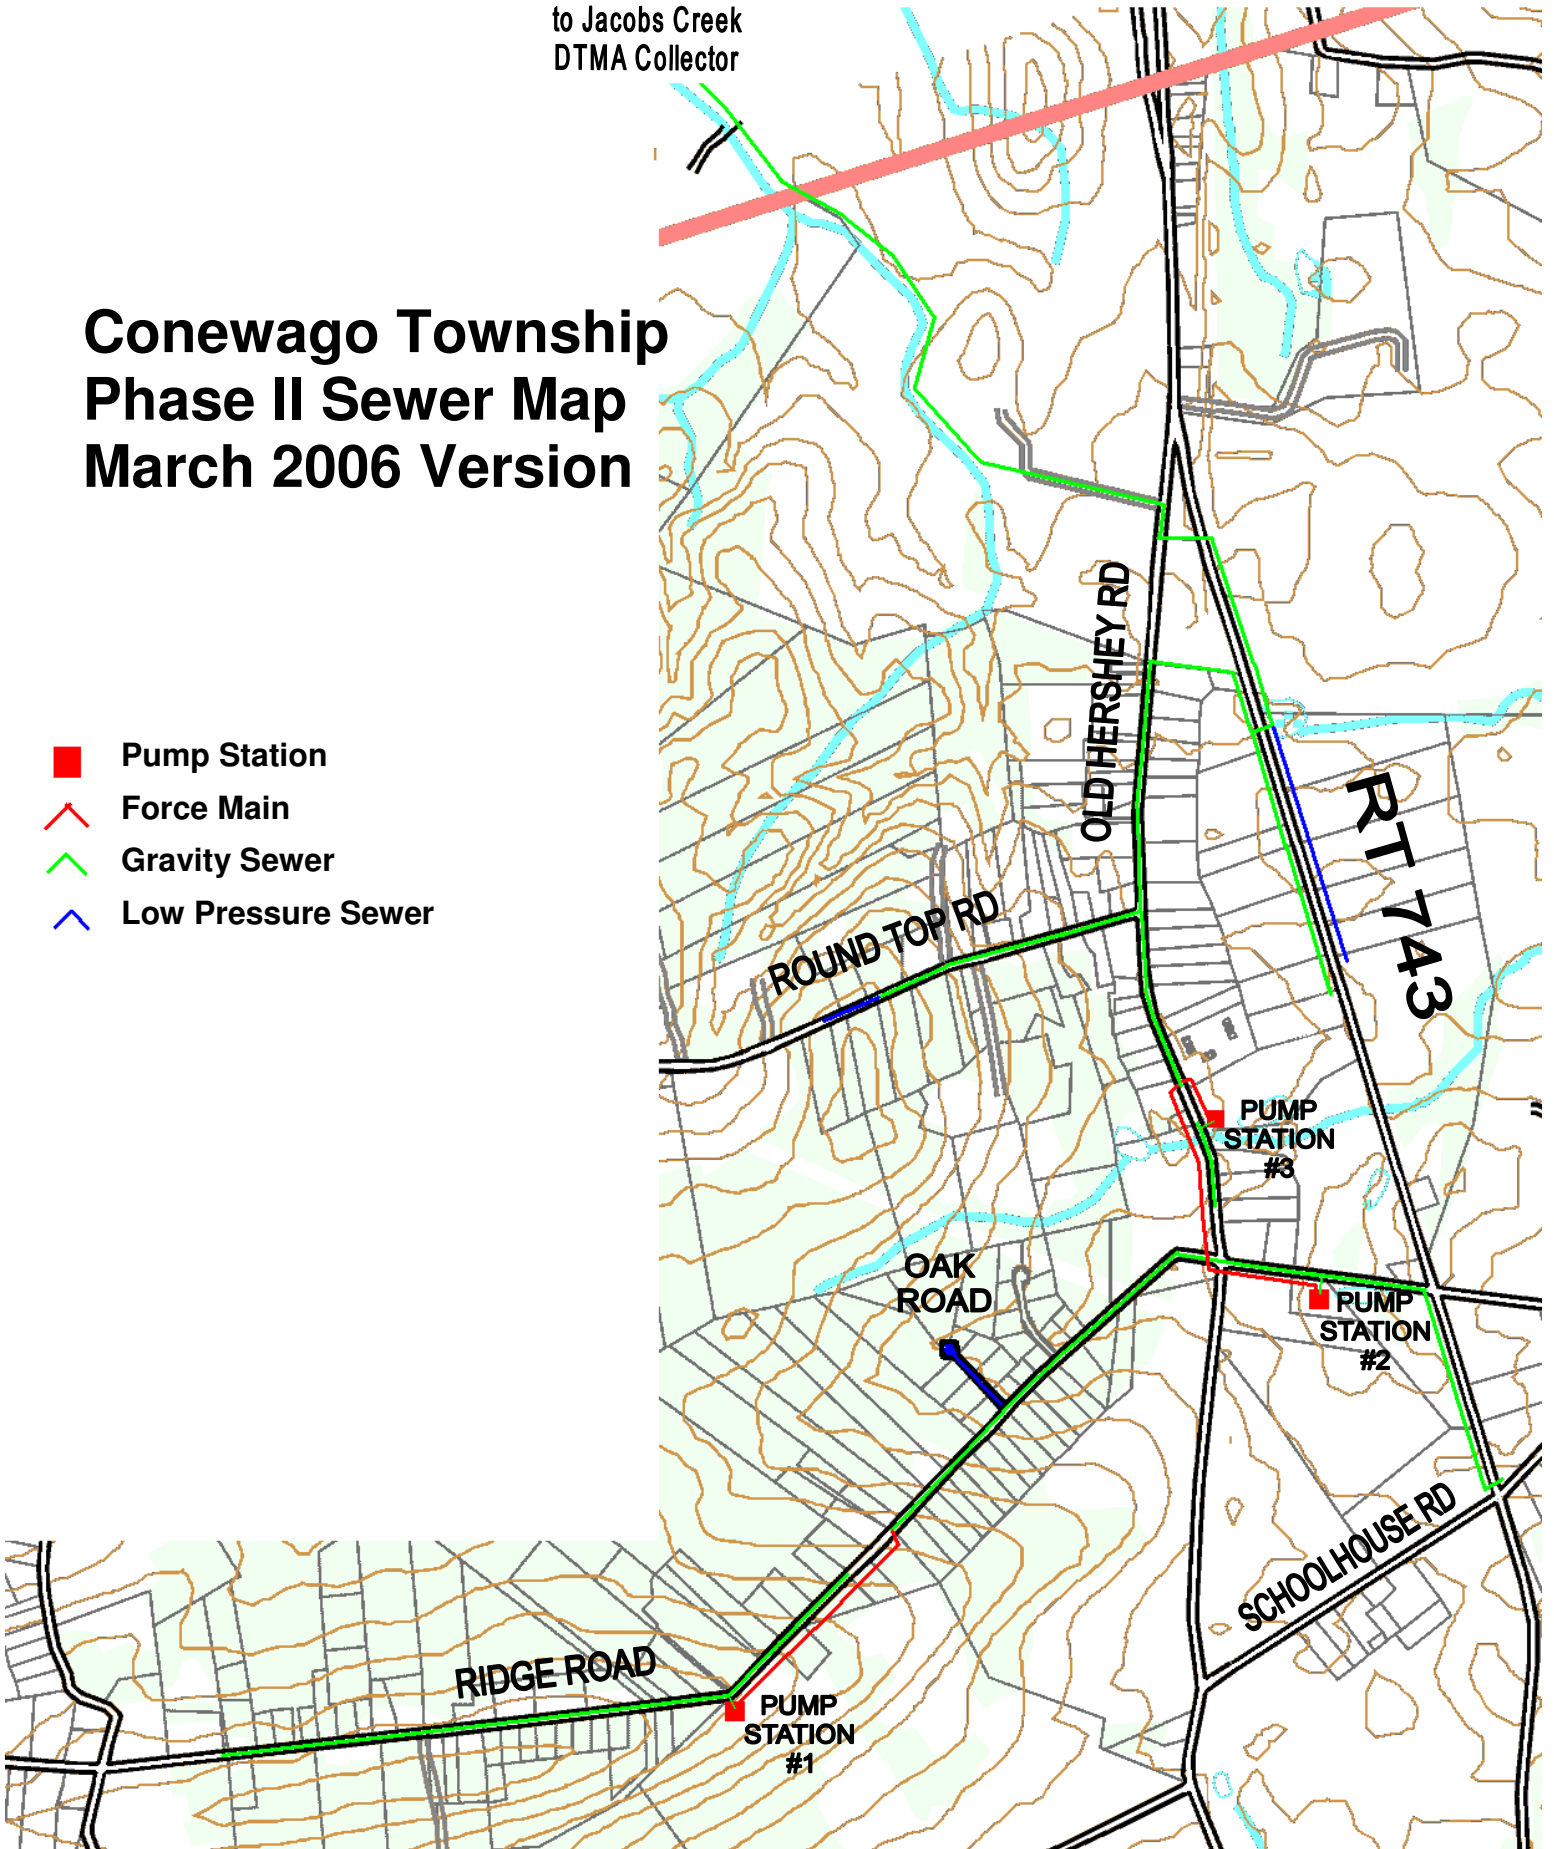 to Jacobs Creek
DTMA Collector
Conewago Township
Phase II Sewer Map
March 2006 Version
Pump Station
Force Main
Gravity Sewer
Low Pressure Sewer
OLD HERSHEY RD
RT 743
ROUND TOP RD
PUMP
STATION
#3
OAK
ROAD
PUMP
STATION
#2
SCHOOLHOUSE RD
RIDGE ROAD
PUMP
STATION
#1